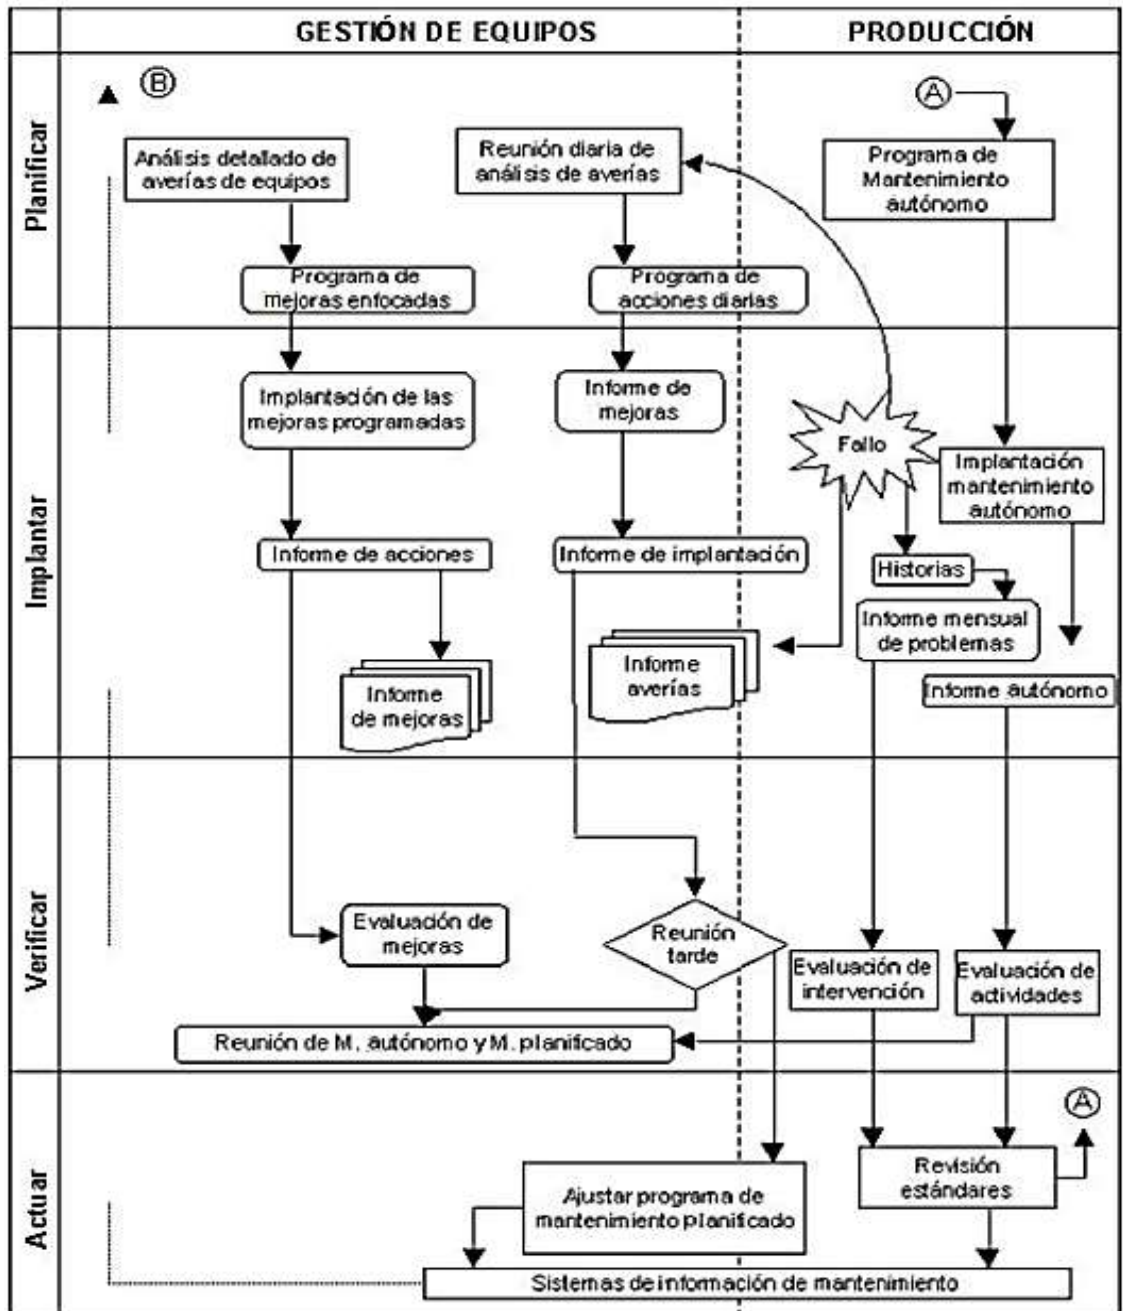 GESTIÓN DE EQUIPOS
PRODUCCIÓN
Planificar
B
A
Análisis detallado de
averías de equipos
Reunión diaria de
análisis de averías
Programa de
Mantenimiento
autónomo
Programa de
mejoras enfocadas
Programa de
acciones diarias
Implantar
Implantación de las
mejoras programadas
Informe de
mejoras
Fallo
Implantación
mantenimiento
autónomo
Informe de acciones
Informe de implantación
Historias
Informe mensual
de problemas
Informe
de mejoras
Informe
averías
Informe autónomo
Verificar
Evaluación de
mejoras
Reunión
tarde
Evaluación de
intervención
Evaluación de
actividades
Reunión de M. autónomo y M. planificado
Actuar
A
Ajustar programa de
mantenimiento planificado
Revisión
estándares
Sistemas de información de mantenimiento